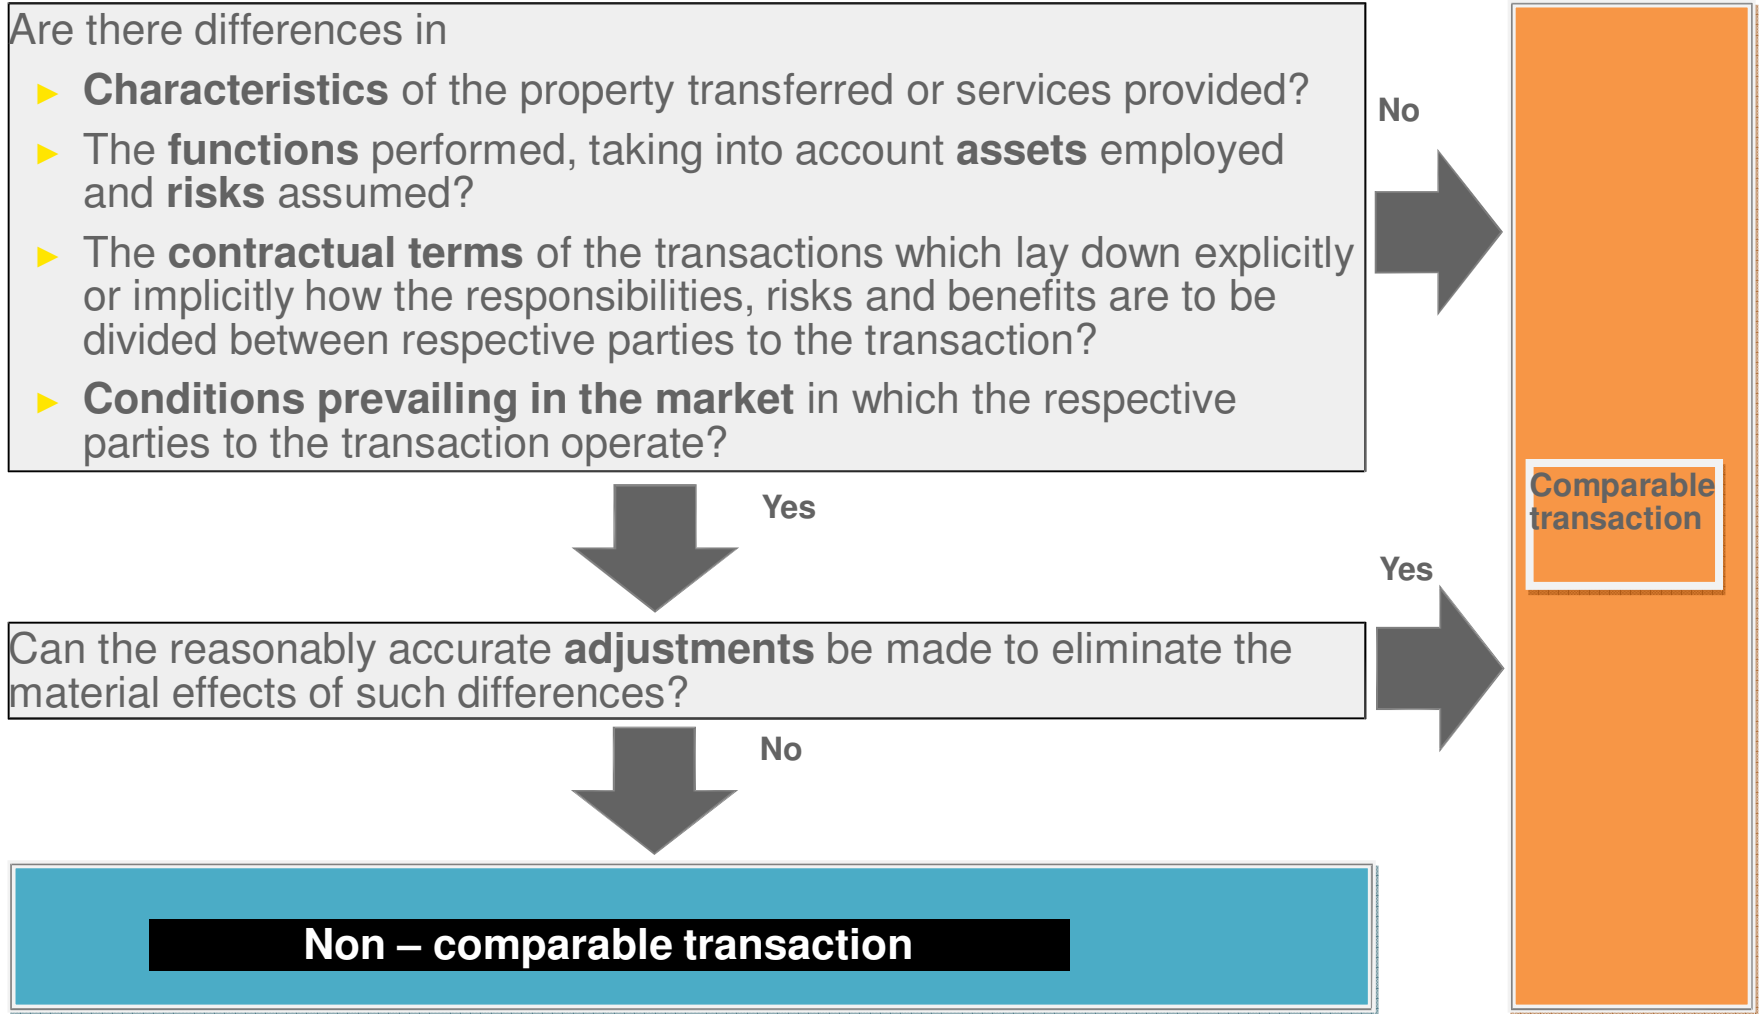 Are there differences in
► Characteristics of the property transferred or services provided?
► The functions performed, taking into account assets employed
and risks assumed?
► The contractual terms of the transactions which lay down explicitly
or implicitly how the responsibilities, risks and benefits are to be
divided between respective parties to the transaction?
► Conditions prevailing in the market in which the respective
parties to the transaction operate?
No
Yes
Comparable
transaction
Yes
Can the reasonably accurate adjustments be made to eliminate the
material effects of such differences?
No
Non – comparable transaction